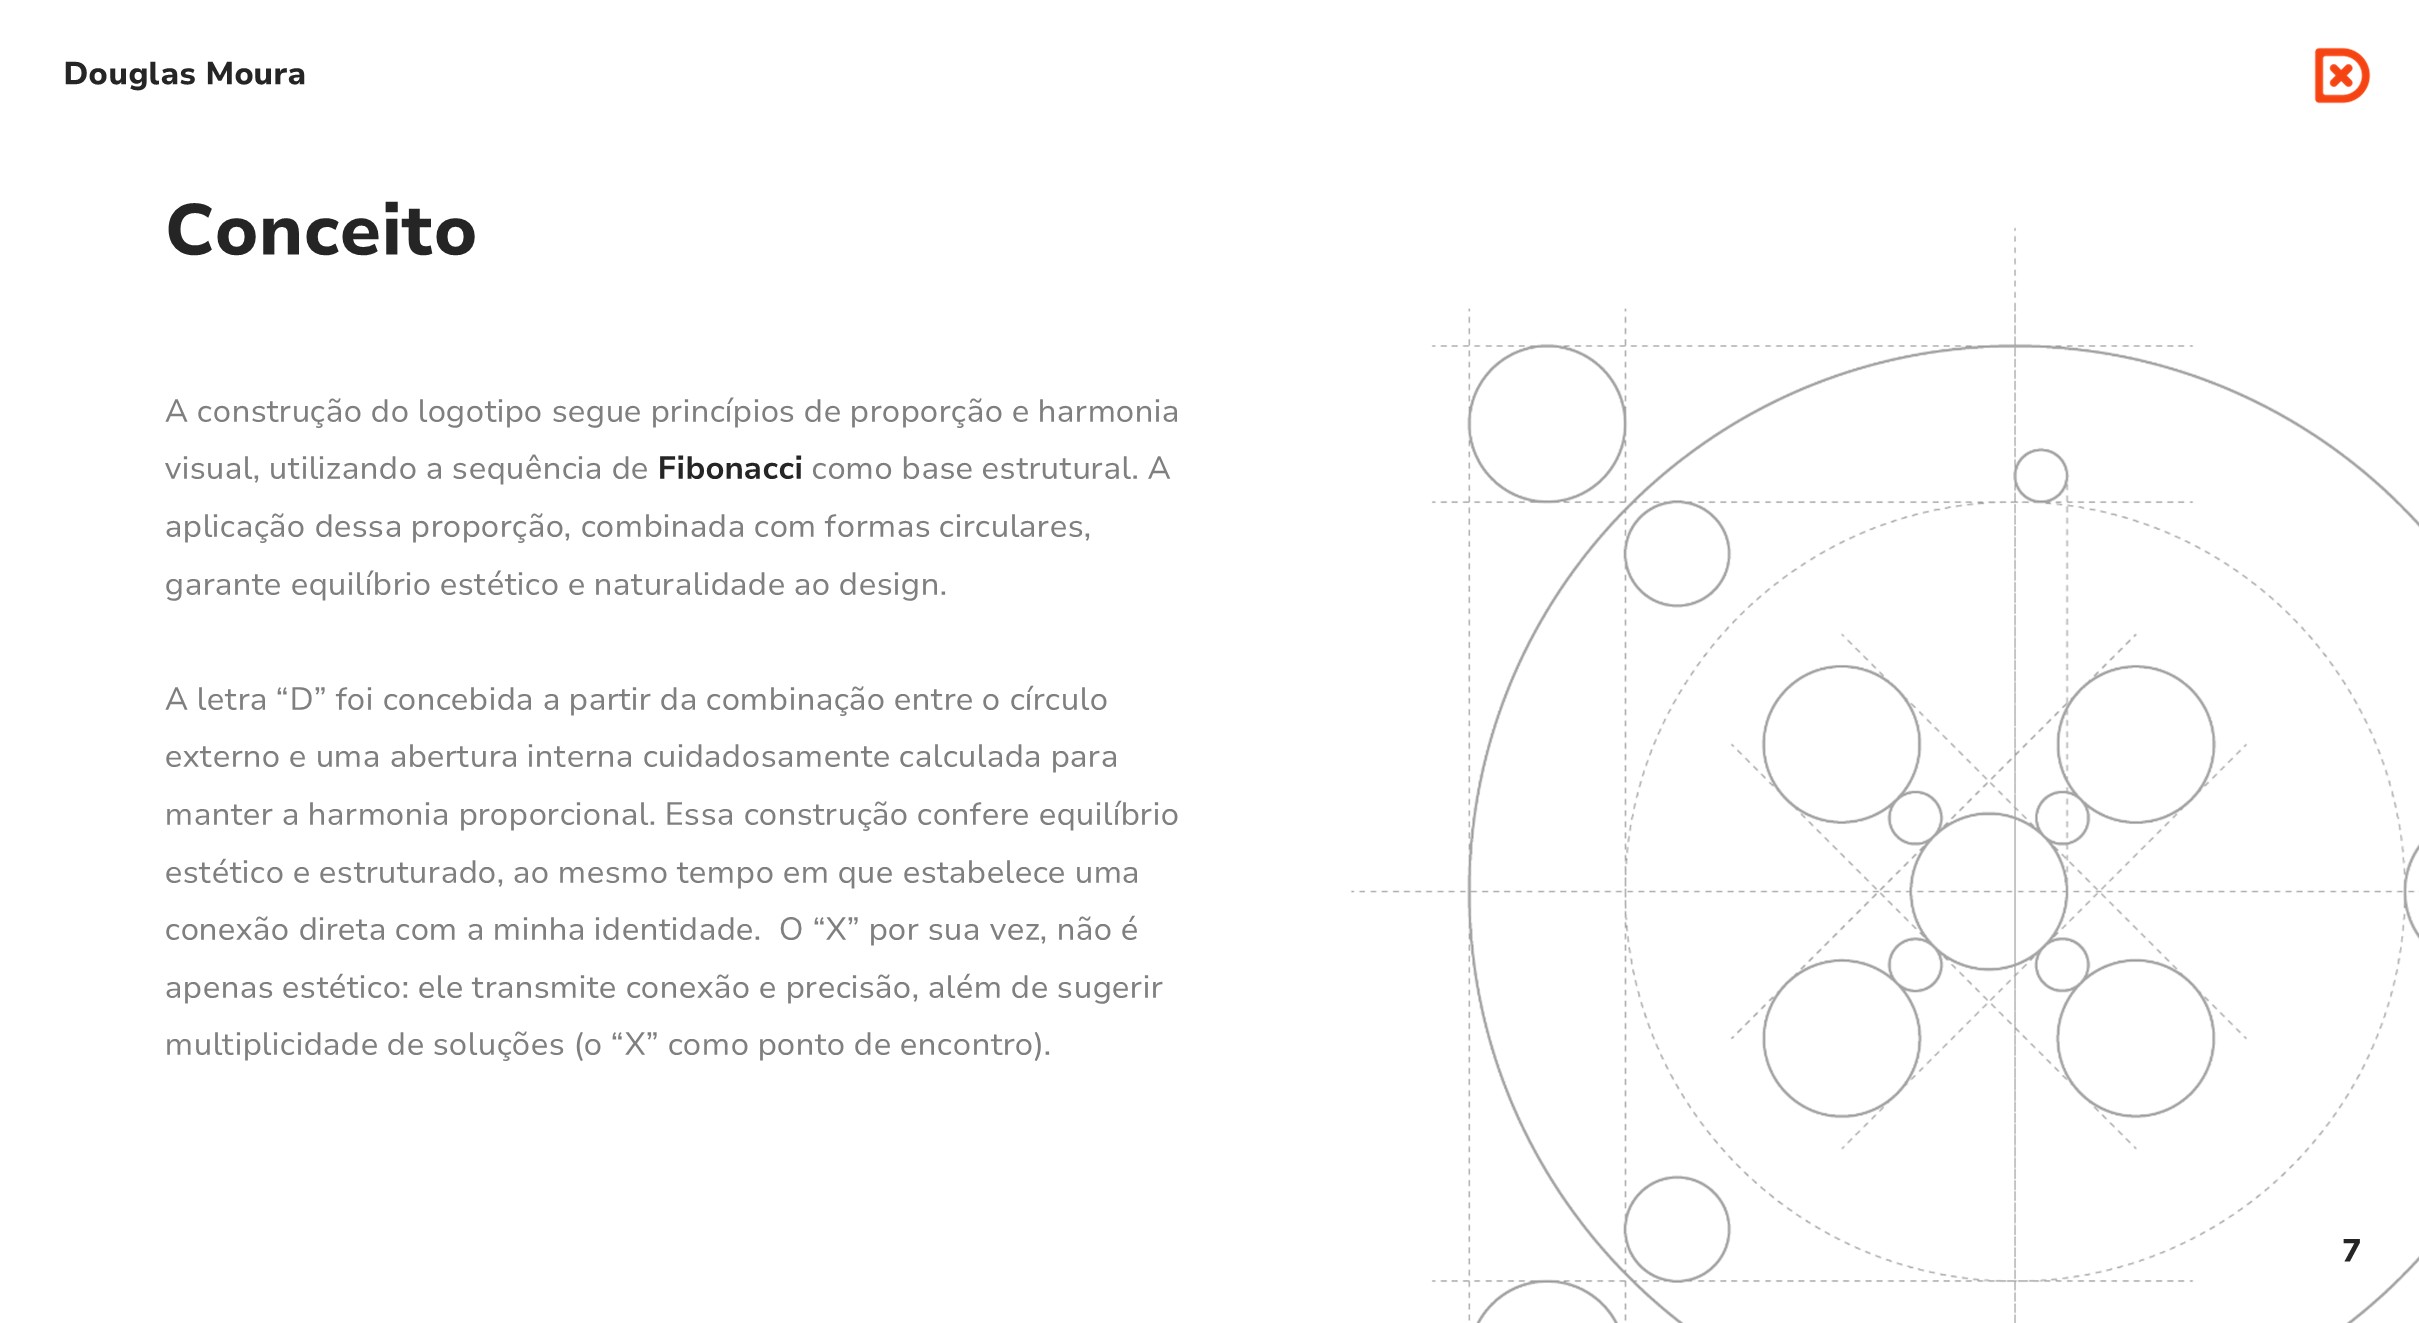 Douglas Moura
Conceito
A construção do logotipo segue princípios de proporção e harmonia
visual, utilizando a sequência de Fibonacci como base estrutural. A
aplicação dessa proporção, combinada com formas circulares,
garante equilíbrio estético e naturalidade ao design.
A letra “D” foi concebida a partir da combinação entre o círculo
externo e uma abertura interna cuidadosamente calculada para
manter a harmonia proporcional. Essa construção confere equilíbrio
estético e estruturado, ao mesmo tempo em que estabelece uma
conexão direta com a minha identidade.  O “X” por sua vez, não é
apenas estético: ele transmite conexão e precisão, além de sugerir
multiplicidade de soluções (o “X” como ponto de encontro).
7